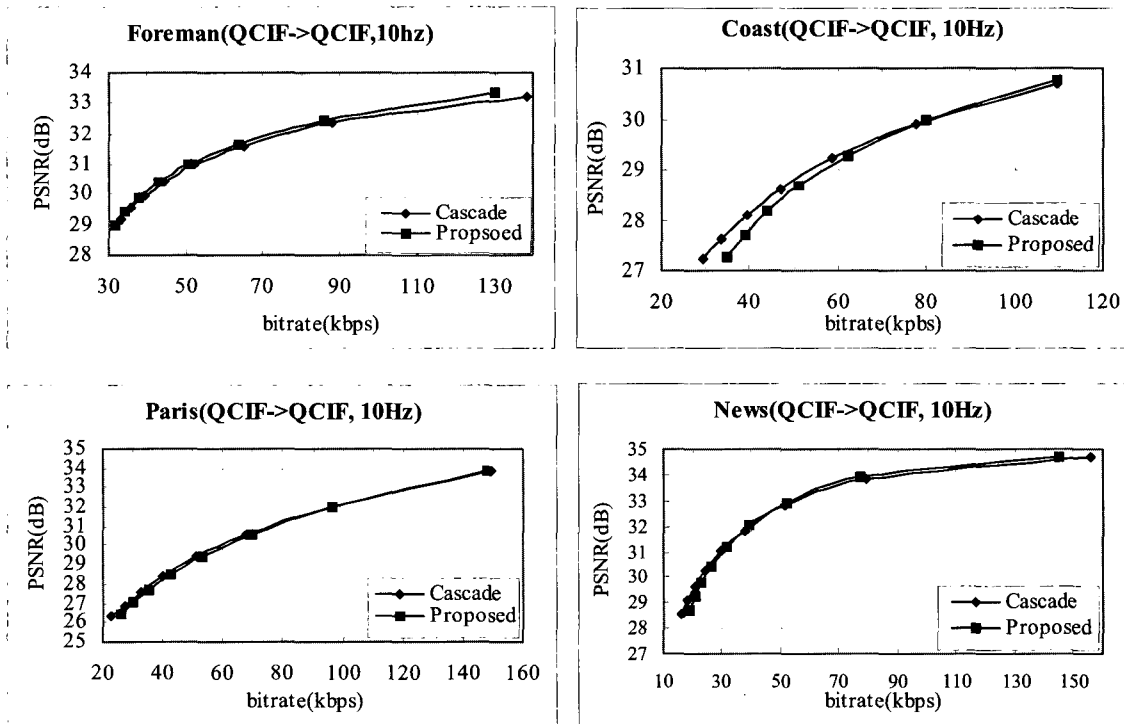 Foreman(QCIF->QCIF,10hz)
34
33
32
31
30
29
28
PSNR(dB)
30 50 70 90 110 130
bitrate(kbps)
Cascade
Propsoed
Coast(QCIF->QCIF, 10Hz)
31
30
29
28
27
PSNR(dB)
20 40 60 80 100 120
bitrate(kpbs)
Cascade
Proposed
Paris(QCIF->QCIF, 10Hz)
35
34
33
32
31
30
29
28
27
26
25
PSNR(dB)
20 40 60 80 100 120 140 160
bitrate(kbps)
Cascade
Proposed
News(QCIF->QCIF, 10Hz)
35
34
33
32
31
30
29
28
27
PSNR(dB)
10 30 50 70 90 110 130 150
bitrate(kbps)
Cascade
Proposed